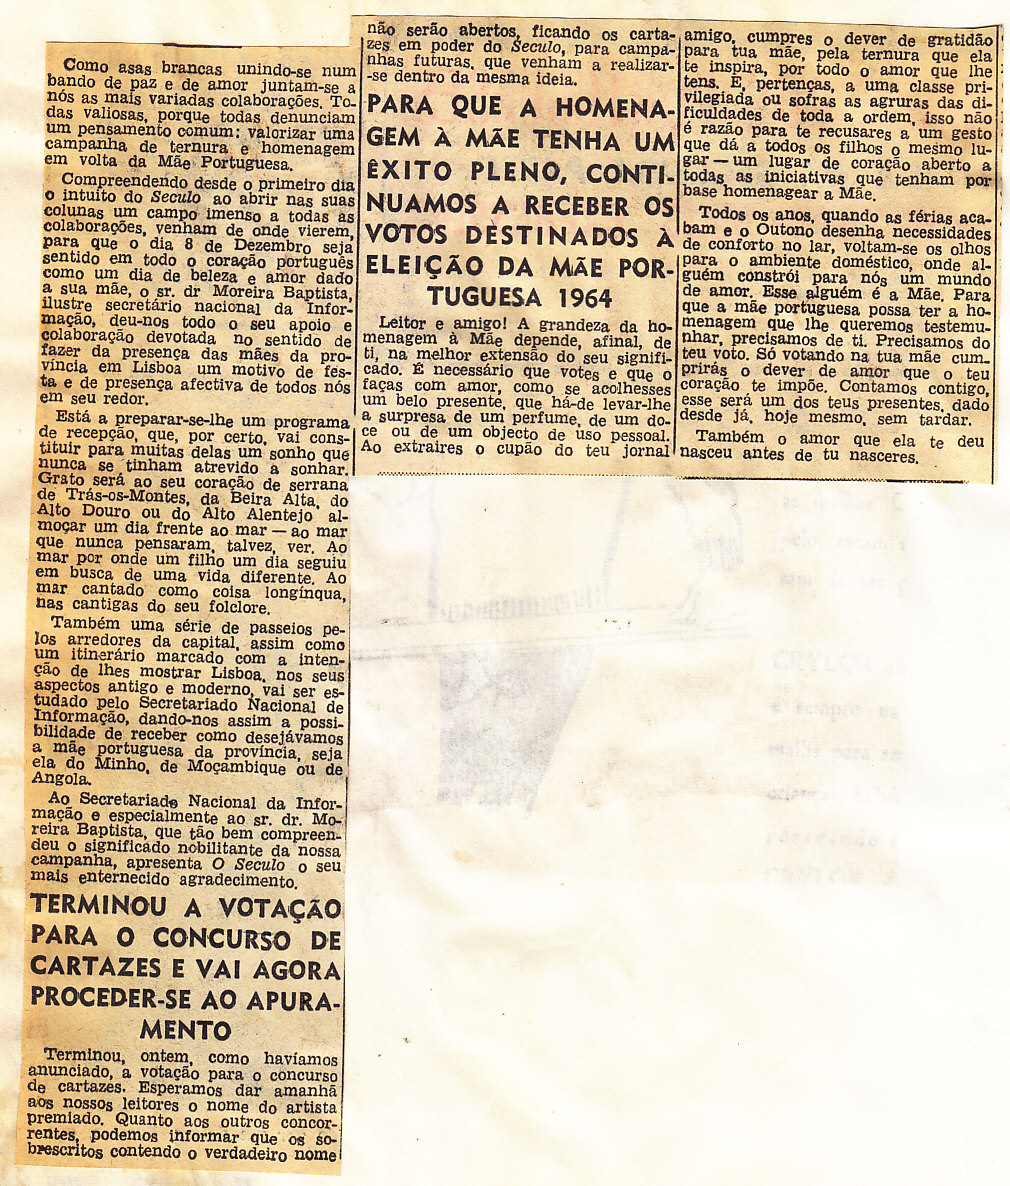 Como asas brancas unindo-se num
bando de paz e de amor juntam-se a
nós as mais variadas colaborações. To-
das valiosas, porque todas denunciam
um pensamento comum: valorizar uma
campanha de ternura e homenagem
em volta da Mãe Portuguesa.
Compreendendo desde o primeiro dia
o intuito do Seculo ao abrir nas suas
colunas um campo imenso a todas as
colaborações, venham de onde vierem,
para que o dia 8 de Dezembro seja
sentido em todo o coração português
como um dia de beleza e amor dado
a sua mãe, o sr. dr Moreira Baptista,
ilustre secretário nacional da Infor-
mação, deu-nos todo o seu apoio e
colaboração devotada no sentido de
fazer da presença das mães da pro-
víncia em Lisboa um motivo de fes-
ta e de presença afectiva de todos nós
em seu redor.
Está a preparar-se-lhe um programa
de recepção, que, por certo, vai cons-
tituir para muitas delas um sonho que
nunca se tinham atrevido a sonhar.
Grato será ao seu coração de serrana
de Trás-os-Montes, da Beira Alta, do
Alto Douro ou do Alto Alentejo al-
moçar um dia frente ao mar — ao mar
que nunca pensaram, talvez, ver. Ao
mar por onde um filho um dia seguiu
em busca de uma vida diferente. Ao
mar cantado como coisa longínqua,
nas cantigas do seu folclore.
Também uma série de passeios pe-
los arredores da capital, assim como
um itinerário marcado com a inten-
ção de lhes mostrar Lisboa, nos seus
aspectos antigo e moderno, vai ser es-
tudado pelo Secretariado Nacional de
Informação, dando-nos assim a possi-
bilidade de receber como desejávamos
a mãe portuguesa da província, seja
ela do Minho, de Moçambique ou de
Angola.
Ao Secretariado Nacional da Infor-
mação e especialmente ao sr. dr. Mo-
reira Baptista, que tão bem compreen-
deu o significado nobilitante da nossa
campanha, apresenta O Seculo o seu
mais enternecido agradecimento.
TERMINOU A VOTAÇÃO
PARA O CONCURSO DE
CARTAZES E VAI AGORA
PROCEDER-SE AO APURA-
MENTO
Terminou, ontem, como havíamos
anunciado, a votação para o concurso
de cartazes. Esperamos dar amanhã
aos nossos leitores o nome do artista
premiado. Quanto aos outros concor-
rentes, podemos informar que os so-
brescritos contendo o verdadeiro nome
não serão abertos, ficando os carta-
zes em poder do Seculo, para campa-
nhas futuras, que venham a realizar-
-se dentro da mesma ideia.
PARA QUE A HOMENA-
GEM À MÃE TENHA UM
ÊXITO PLENO, CONTI-
NUAMOS A RECEBER OS
VOTOS DESTINADOS À
ELEIÇÃO DA MÃE POR-
TUGUESA 1964
Leitor e amigo! A grandeza da ho-
menagem à Mãe depende, afinal, de
ti, na melhor extensão do seu signifi-
cado. É necessário que votes e que o
faças com amor, como se acolhesses
um belo presente, que há-de levar-lhe
a surpresa de um perfume, de um do-
ce ou de um objecto de uso pessoal.
Ao extraires o cupão do teu jornal
amigo, cumpres o dever de gratidão
para tua mãe, pela ternura que ela
te inspira, por todo o amor que lhe
tens. E, pertenças, a uma classe pri-
vilegiada ou sofras as agruras das di-
ficuldades de toda a ordem, isso não
é razão para te recusares a um gesto
que dá a todos os filhos o mesmo lu-
gar — um lugar de coração aberto a
todas as iniciativas que tenham por
base homenagear a Mãe.
Todos os anos, quando as férias aca-
bam e o Outono desenha necessidades
de conforto no lar, voltam-se os olhos
para o ambiente doméstico, onde al-
guém constrói para nós um mundo
de amor. Esse alguém é a Mãe. Para
que a mãe portuguesa possa ter a ho-
menagem que lhe queremos testemu-
nhar, precisamos de ti. Precisamos do
teu voto. Só votando na tua mãe cum-
prirás o dever de amor que o teu
coração te impõe. Contamos contigo,
esse será um dos teus presentes, dado
desde já, hoje mesmo, sem tardar.
Também o amor que ela te deu
nasceu antes de tu nasceres.